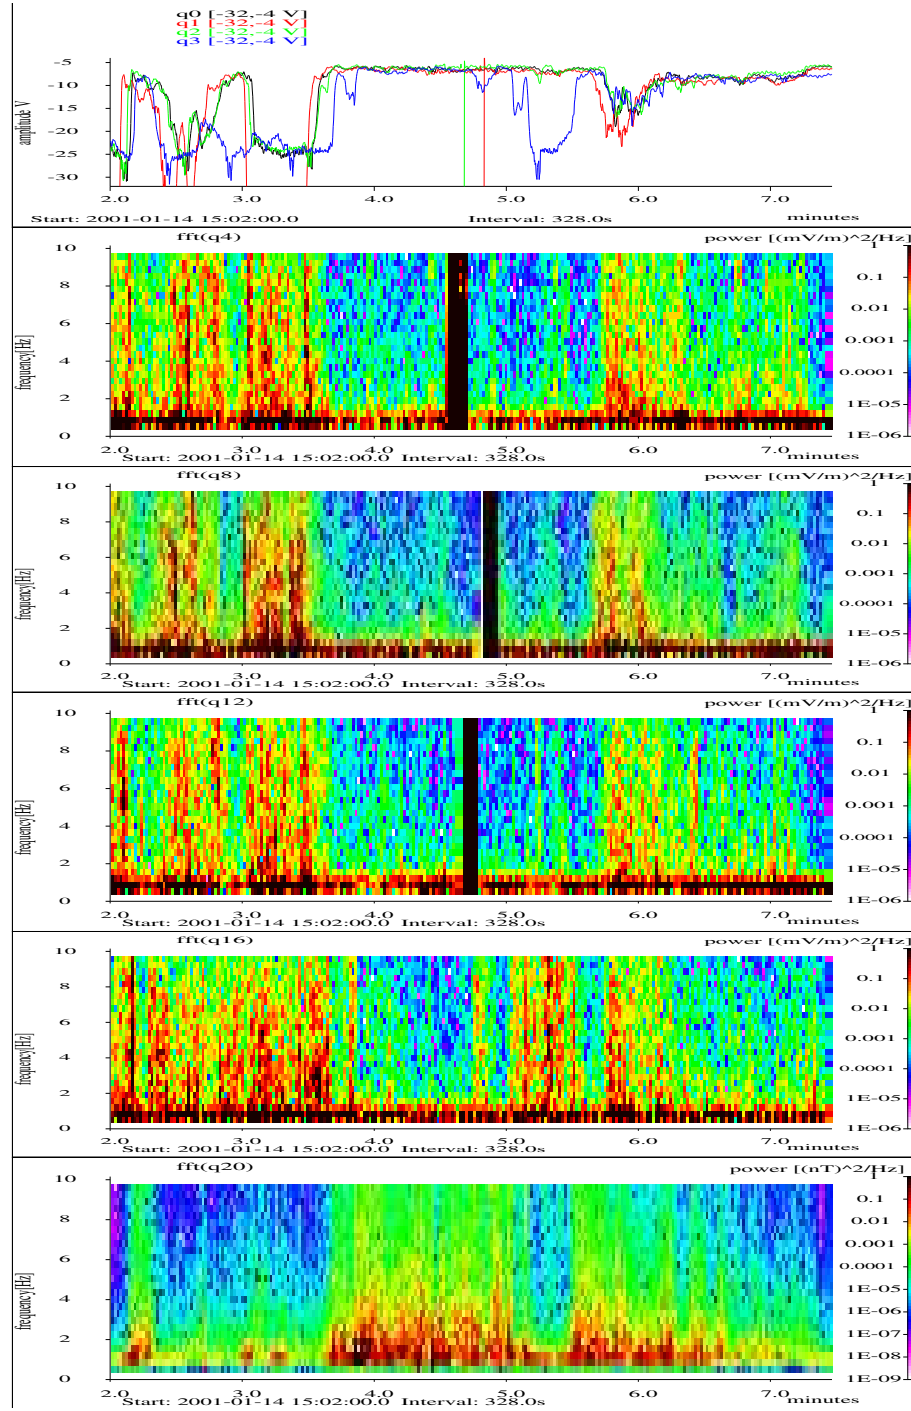 q0 [-32,-4 V]
q1 [-32,-4 V]
q2 [-32,-4 V]
q3 [-32,-4 V]
amplitude V
-5
-10
-15
-20
-25
-30
2.0 3.0 4.0 5.0 6.0 7.0
Start: 2001-01-14 15:02:00.0 Interval: 328.0s minutes
fft(q4) power [(mV/m)^2/Hz]
frequency[Hz]
10
8
6
4
2
0
1
0.1
0.01
0.001
0.0001
1E-05
1E-06
2.0 3.0 4.0 5.0 6.0 7.0
Start: 2001-01-14 15:02:00.0 Interval: 328.0s minutes
fft(q8) power [(mV/m)^2/Hz]
frequency[Hz]
10
8
6
4
2
0
1
0.1
0.01
0.001
0.0001
1E-05
1E-06
2.0 3.0 4.0 5.0 6.0 7.0
Start: 2001-01-14 15:02:00.0 Interval: 328.0s minutes
fft(q12) power [(mV/m)^2/Hz]
frequency[Hz]
10
8
6
4
2
0
1
0.1
0.01
0.001
0.0001
1E-05
1E-06
2.0 3.0 4.0 5.0 6.0 7.0
Start: 2001-01-14 15:02:00.0 Interval: 328.0s minutes
fft(q16) power [(mV/m)^2/Hz]
frequency[Hz]
10
8
6
4
2
0
1
0.1
0.01
0.001
0.0001
1E-05
1E-06
2.0 3.0 4.0 5.0 6.0 7.0
Start: 2001-01-14 15:02:00.0 Interval: 328.0s minutes
fft(q20) power [(nT)^2/Hz]
frequency[Hz]
10
8
6
4
2
0
1
0.1
0.01
0.001
0.0001
1E-05
1E-06
1E-07
1E-08
1E-09
2.0 3.0 4.0 5.0 6.0 7.0
Start: 2001-01-14 15:02:00.0 Interval: 328.0s minutes